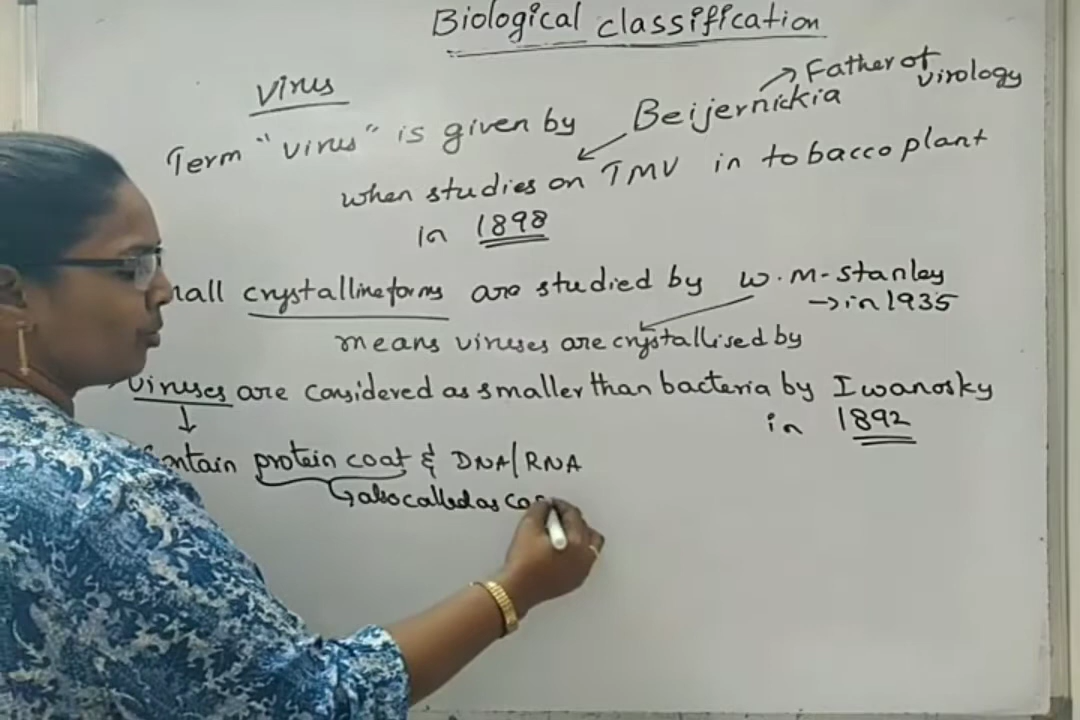 Biological classification
Virus
Father of
virology
Term "virus" is given by Beijernickia
when studies on TMV in tobacco plant
in 1898
crystalline forms are studied by W.M-Stanley
→ in 1935
means viruses are crystallised by
viruses are considered as smaller than bacteria by Iwanosky
in 1892
protein coat & DNA/RNA
also called as